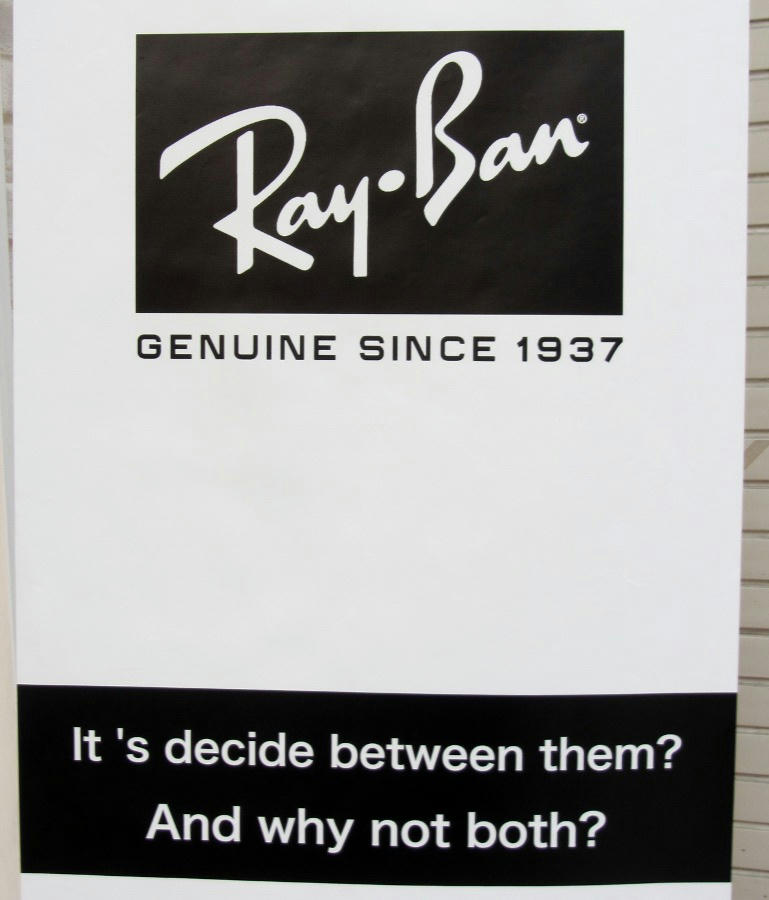 Ray•Ban®
GENUINE SINCE 1937
It 's decide between them?
And why not both?